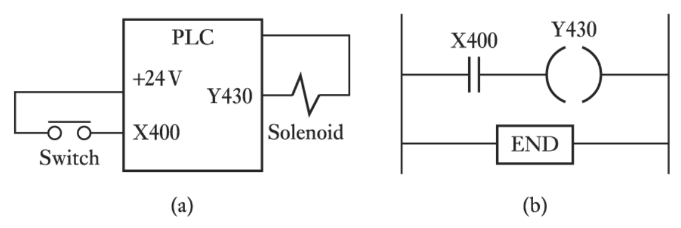 PLC
+24 V
Y430
X400
Switch
Solenoid
(a)
X400
Y430
END
(b)